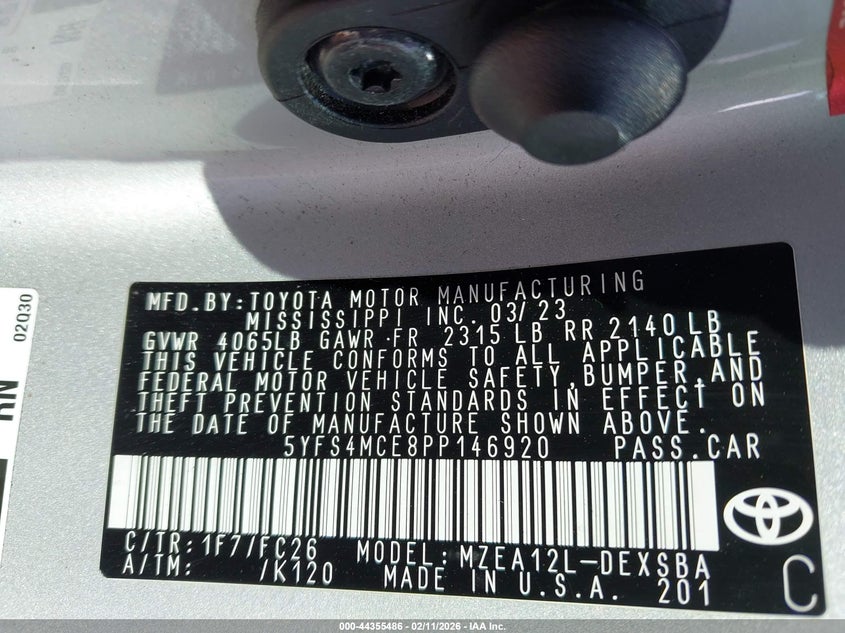 MFD.BY:TOYOTA MOTOR MANUFACTURING
MISSISSIPPI INC. 03/23
GVWR 4065LB GAWR FR 2315 LB RR 2140LB
THIS VEHICLE CONFORMS TO ALL APPLICABLE
FEDERAL MOTOR VEHICLE SAFETY,BUMPER,AND
THEFT PREVENTION STANDARDS IN EFFECT ON
THE DATE OF MANUFACTURE SHOWN ABOVE.
5YFS4MCE8PP146920 PASS.CAR
C/TR:1F7/FC26 MODEL:MZEA12L-DEXSBA
A/TM: /K120 MADE IN U.S.A. 201
C
02Q30
RN
000-44355486 - 02/11/2026 - IAA Inc.